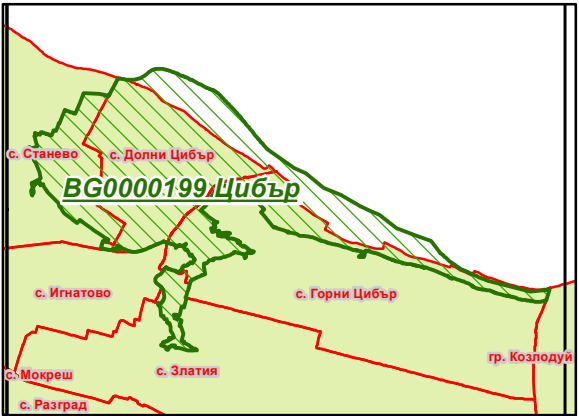 с. Станево
с. Долни Цибър
BG0000199 Цибър
с. Игнатово
с. Горни Цибър
гр. Козлодуй
с. Мокреш
с. Златия
с. Разград